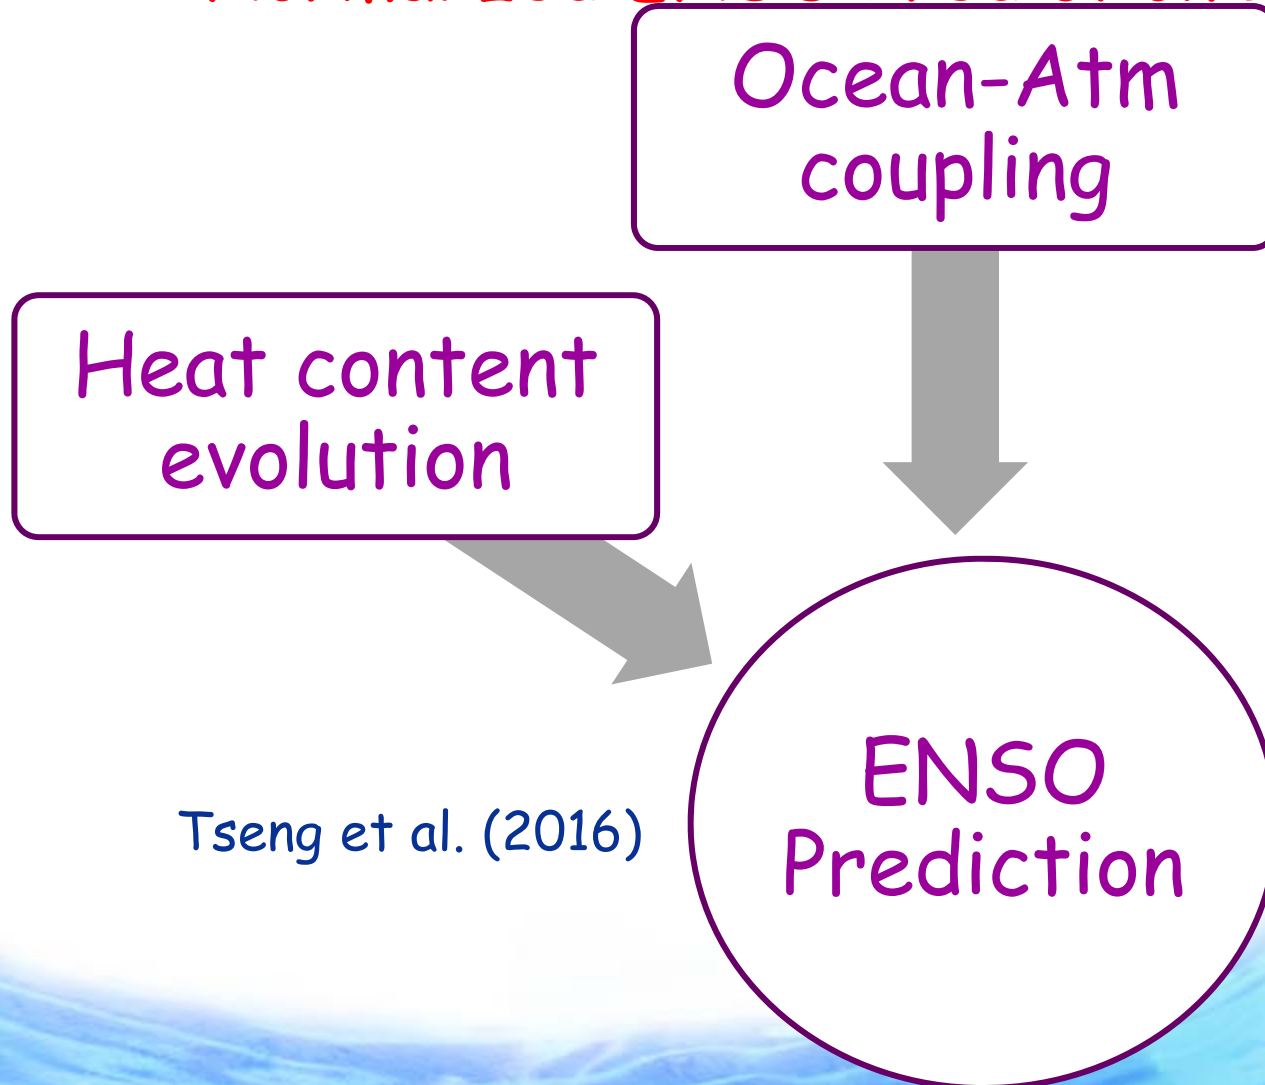 Ocean-Atm
coupling
Heat content
evolution
ENSO
Prediction
Tseng et al. (2016)